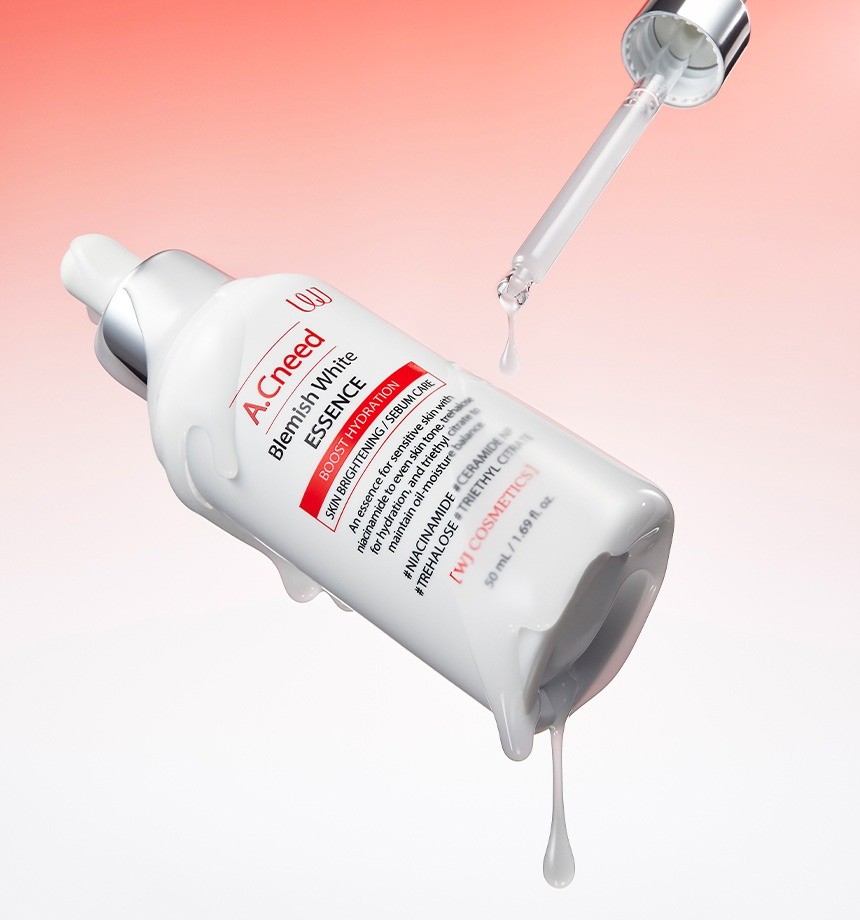 A.Cneed
Blemish White
ESSENCE
BOOST HYDRATION
SKIN BRIGHTENING / SEBUM CARE
An essence for sensitive skin with
niacinamide to even skin tone, trehalose
for hydration, and triethyl citrate to
maintain oil-moisture balance
#NIACINAMIDE #CERAMIDE NP
#TREHALOSE #TRIETHYL CITRATE
[WJ COSMETICS]
50 mL / 1.69 fl. oz.